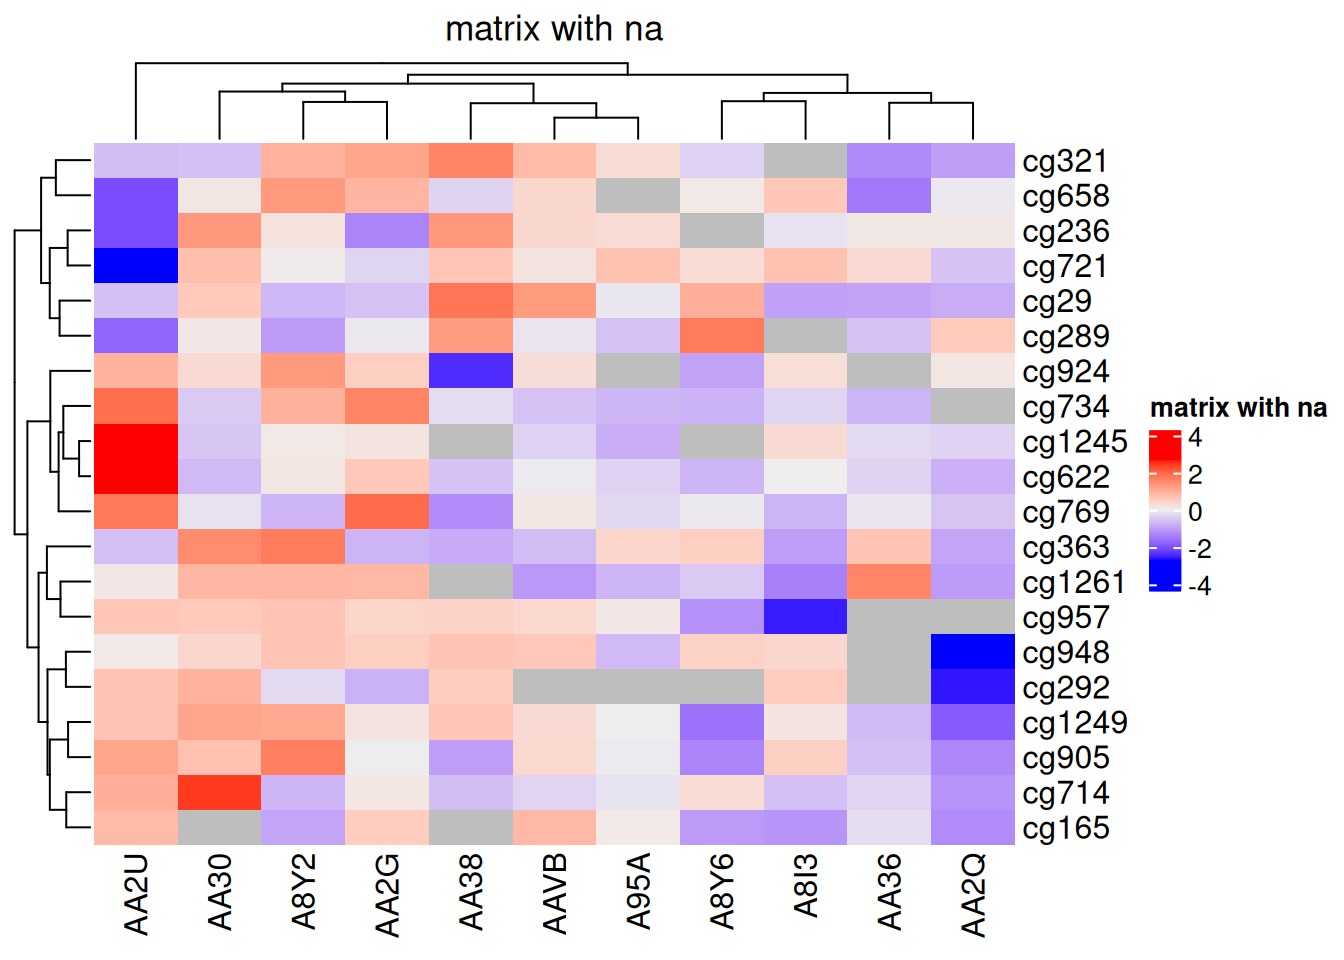 matrix with na
cg321
cg658
cg236
cg721
cg29
cg289
cg924
cg734
cg1245
cg622
cg769
cg363
cg1261
cg957
cg948
cg292
cg1249
cg905
cg714
cg165
AA2U
AA30
A8Y2
AA2G
AA38
AAVB
A95A
A8Y6
A8I3
AA36
AA2Q
matrix with na
4
2
0
-2
-4